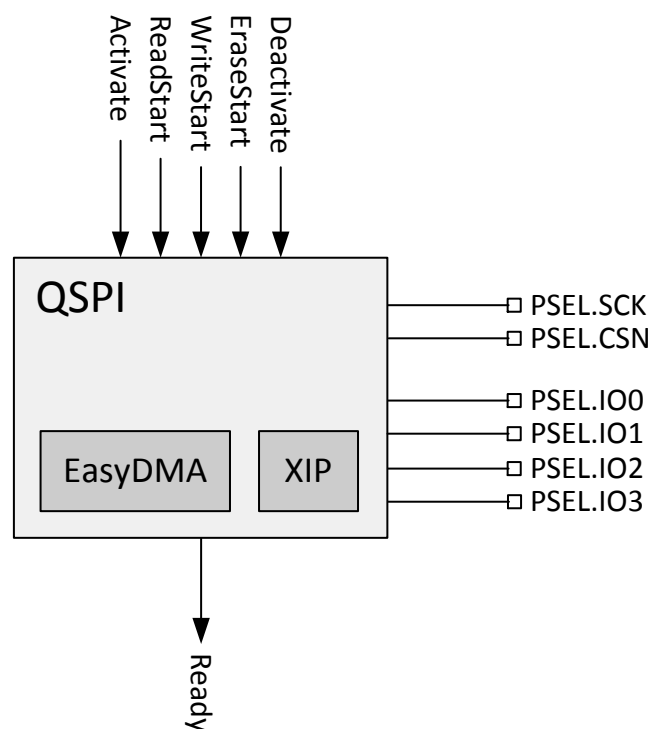 Activate
ReadStart
WriteStart
EraseStart
Deactivate
QSPI
EasyDMA
XIP
PSEL.SCK
PSEL.CSN
PSEL.IO0
PSEL.IO1
PSEL.IO2
PSEL.IO3
Ready